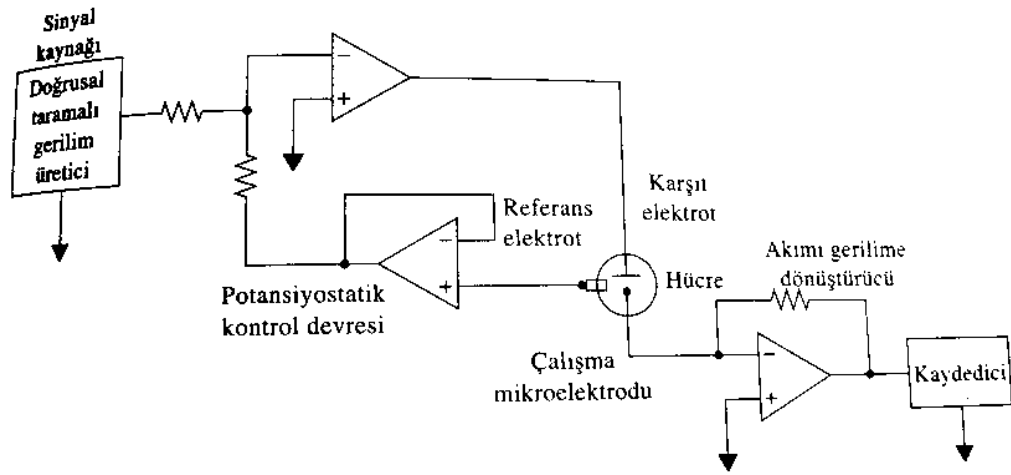 Sinyal
kaynağı
Doğrusal
taramalı
gerilim
üretici
−
+
Referans
elektrot
−
+
Potansiyostatik
kontrol devresi
Karşıt
elektrot
Hücre
Akımı gerilime
dönüştürücü
Çalışma
mikroelektrodu
−
+
Kaydedici